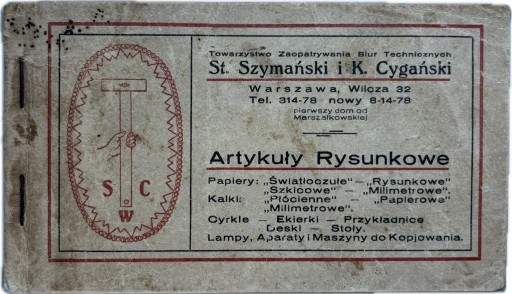 Towarzystwo Zaopatrywania Biur Technicznych
St. Szymański i K. Cygański
Warszawa, Wilcza 32
Tel. 314-78 nowy 8-14-78
pierwszy dom od
Marszałkowskiej
Artykuły Rysunkowe
Papiery: „Światłoczułe" — „Rysunkowe"
„Szkicowe" — „Milimetrowe".
Kalki: „Płócienne" — „Papierowe"
„Milimetrowe".
Cyrkle — Ekierki — Przykładnice
Deski — Stoły.
Lampy, Aparaty i Maszyny do Kopjowania.
S C
W